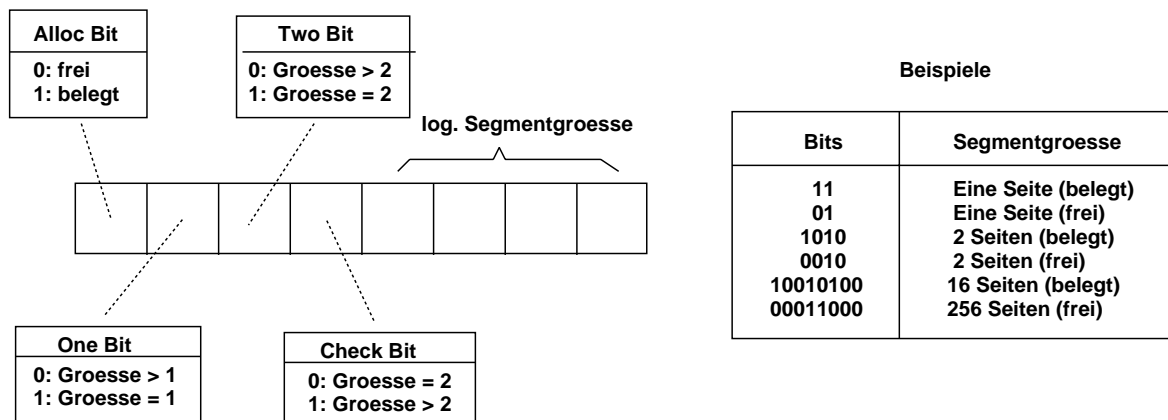 Alloc Bit
0: frei
1: belegt
Two Bit
0: Groesse > 2
1: Groesse = 2
log. Segmentgroesse
One Bit
0: Groesse > 1
1: Groesse = 1
Check Bit
0: Groesse = 2
1: Groesse > 2
Beispiele
Bits Segmentgroesse
11 Eine Seite (belegt)
01 Eine Seite (frei)
1010 2 Seiten (belegt)
0010 2 Seiten (frei)
10010100 16 Seiten (belegt)
00011000 256 Seiten (frei)